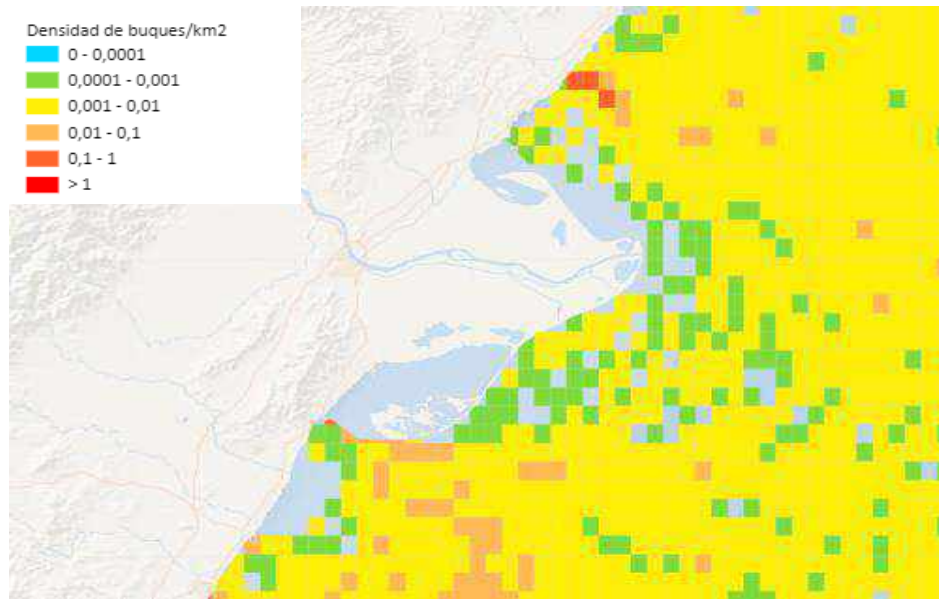 Densidad de buques/km2
0 - 0,0001
0,0001 - 0,001
0,001 - 0,01
0,01 - 0,1
0,1 - 1
> 1